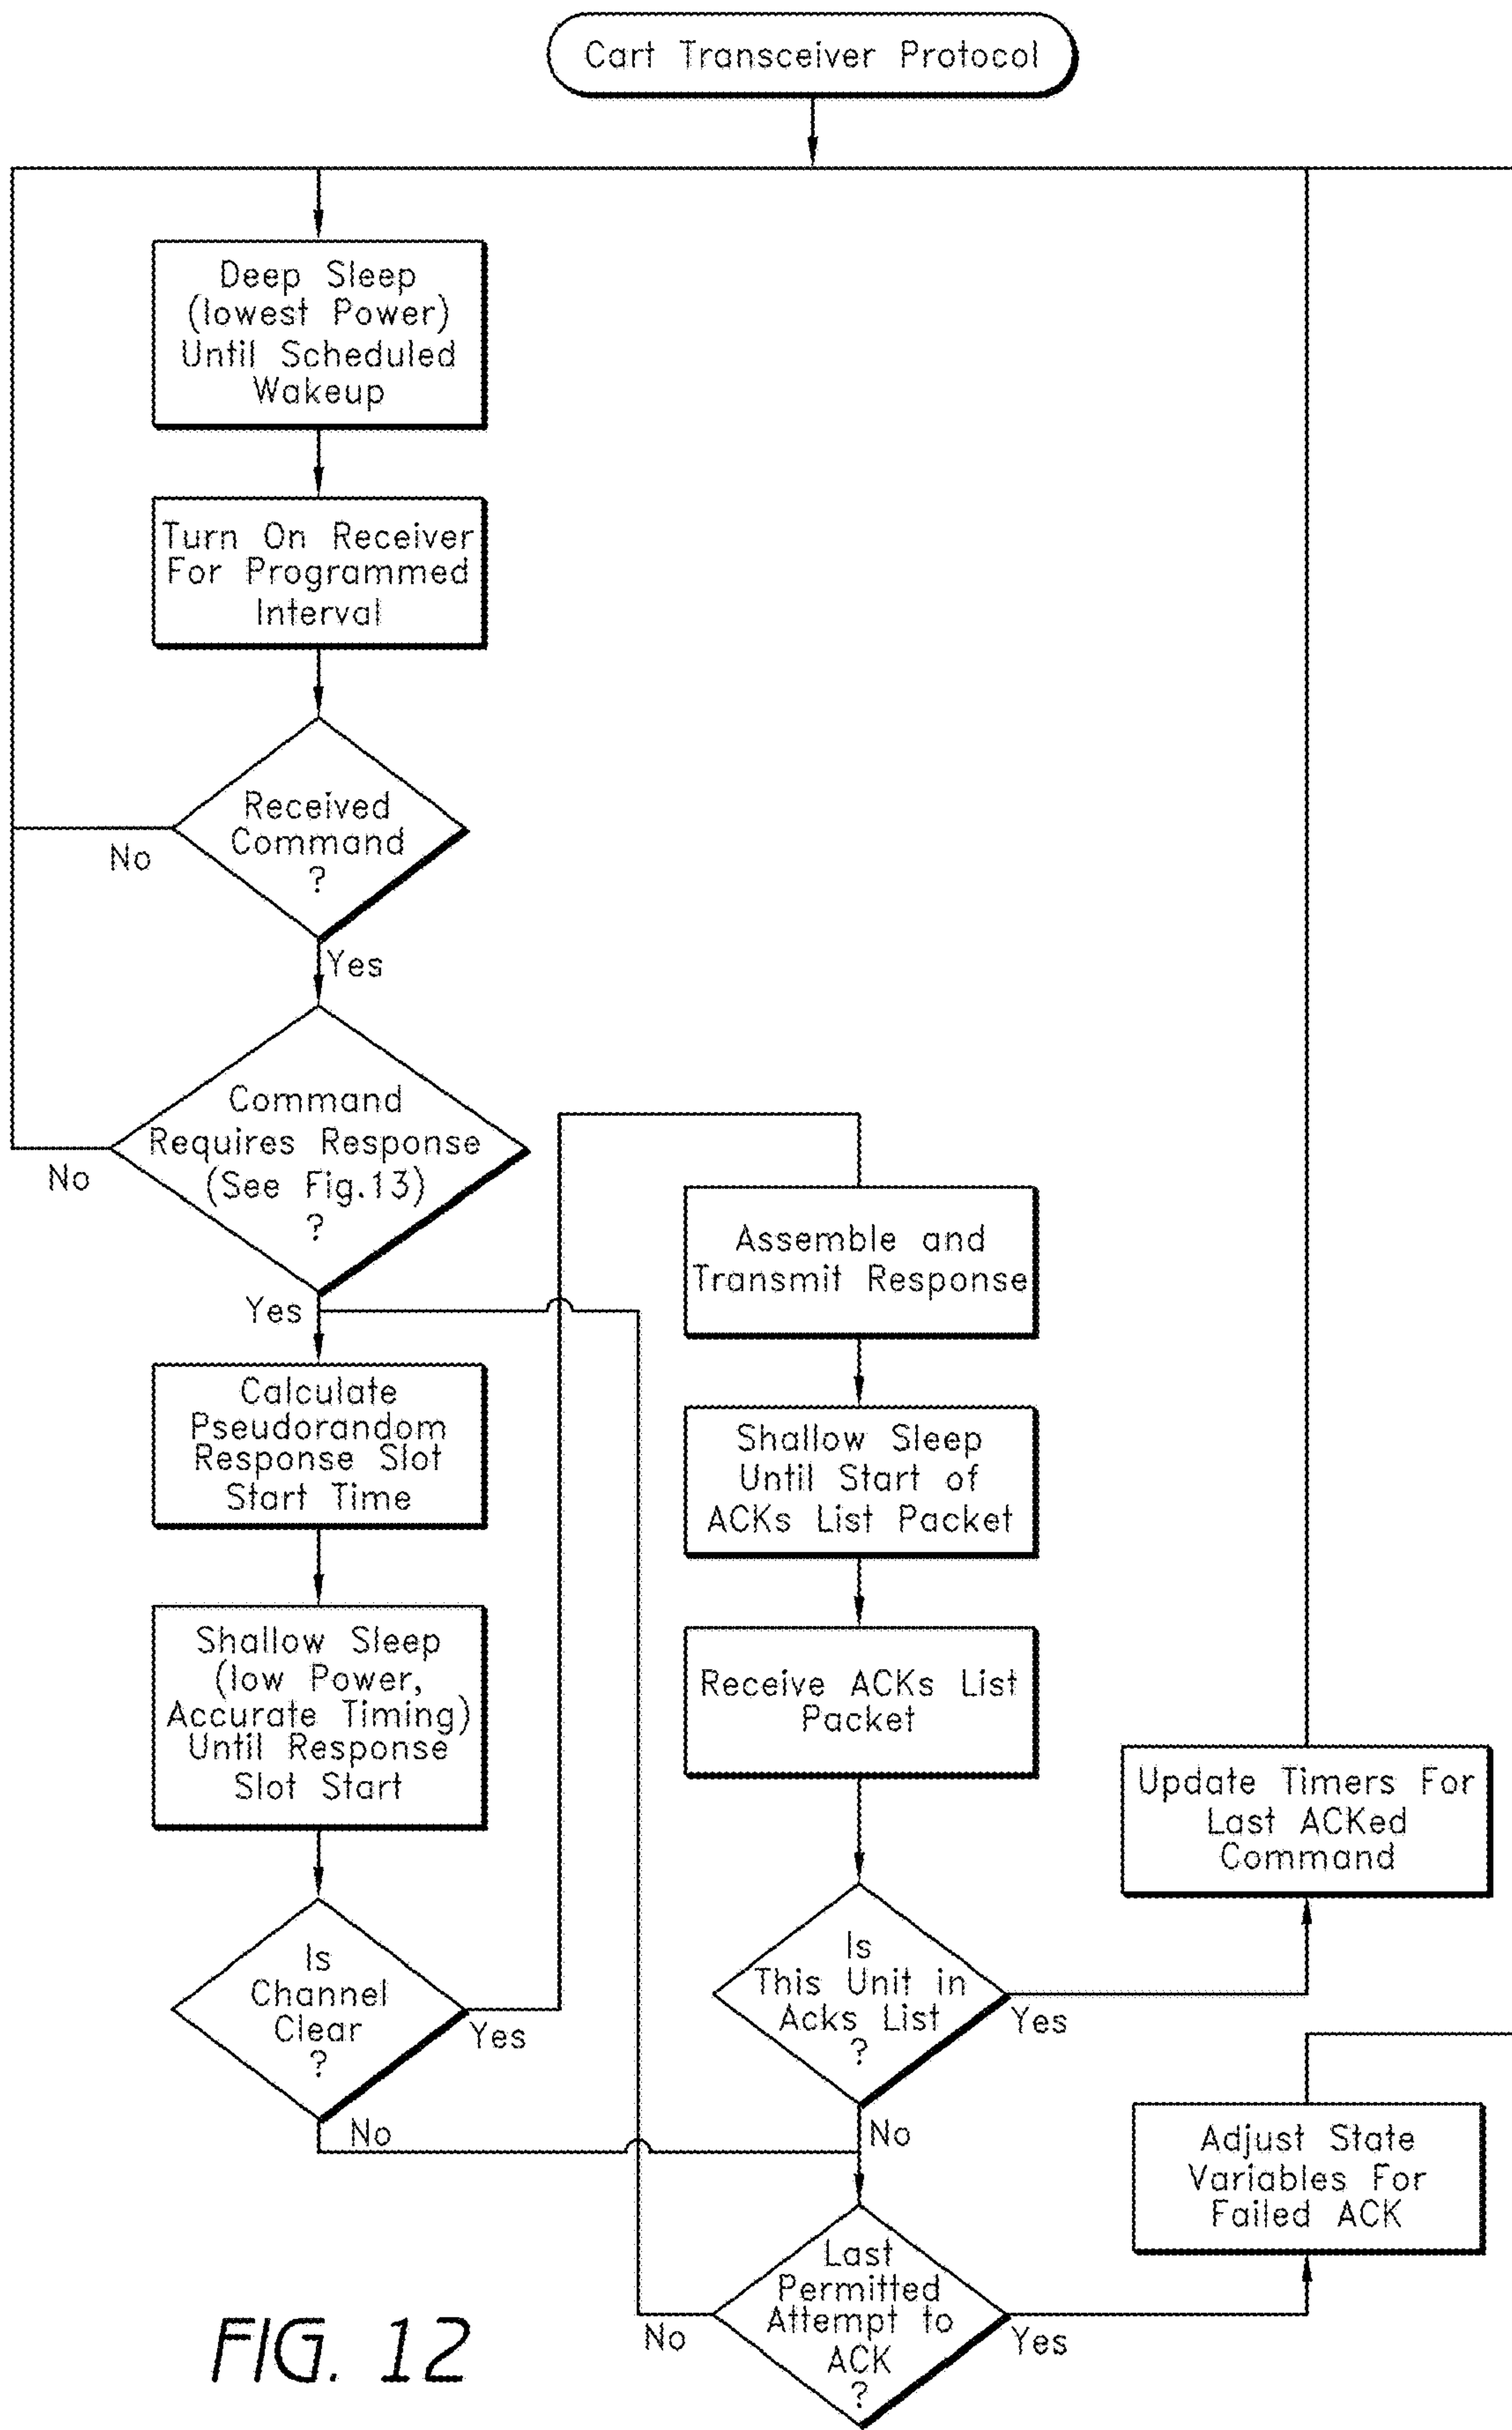 Cart Transceiver Protocol
Deep Sleep
(lowest Power)
Until Scheduled
Wakeup
Turn On Receiver
For Programmed
Interval
Received
Command
?
No
Yes
Command
Requires Response
(See Fig.13)
?
No
Yes
Calculate
Pseudorandom
Response Slot
Start Time
Shallow Sleep
(low Power,
Accurate Timing)
Until Response
Slot Start
Is
Channel
Clear
?
Yes
No
Assemble and
Transmit Response
Shallow Sleep
Until Start of
ACKs List Packet
Receive ACKs List
Packet
Is
This Unit in
Acks List
?
Yes
No
Update Timers For
Last ACKed
Command
Last
Permitted
Attempt to
ACK
?
No
Yes
Adjust State
Variables For
Failed ACK
FIG. 12